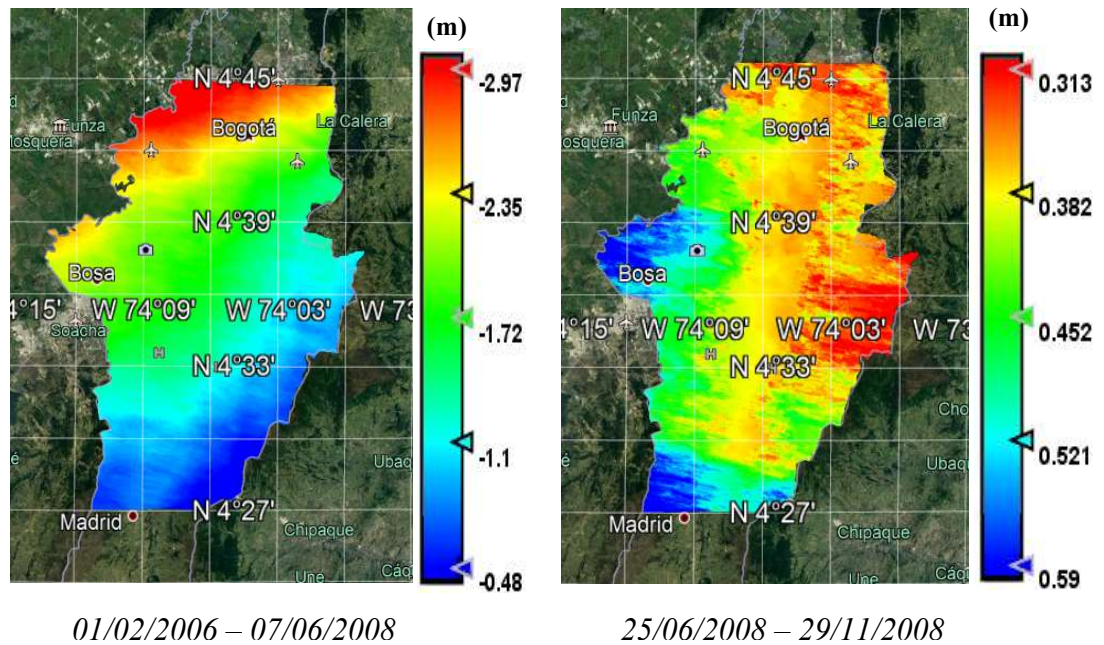 (m)
N 4°45'
Bogotá
La Calera
Funza
Mosquera
N 4°39'
Bosa
4°15' W 74°09' W 74°03' W 73
Soacha
H
N 4°33'
Ubaq
N 4°27'
Madrid
Chipaque
Une
Cáq
-2.97
-2.35
-1.72
-1.1
-0.48
01/02/2006 – 07/06/2008
(m)
N 4°45'
Bogotá
La Calera
Funza
osquera
N 4°39'
Bosa
4°15' W 74°09' W 74°03' W 73
Soacha
H
N 4°33'
Cho
Ubaq
N 4°27'
Madrid
Chipaque
Une
Cáq
0.313
0.382
0.452
0.521
0.59
25/06/2008 – 29/11/2008